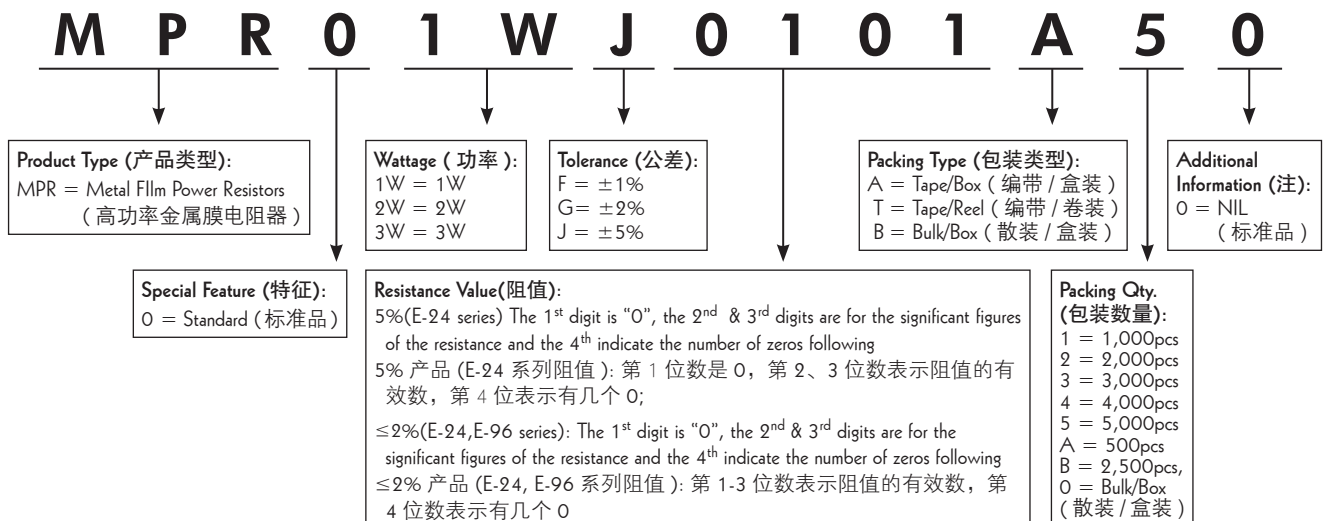 M P R 0 1 W J 0 1 0 1 A 5 0
Product Type (产品类型):
MPR = Metal FIlm Power Resistors
( 高功率金属膜电阻器 )
Wattage ( 功率 ):
1W = 1W
2W = 2W
3W = 3W
Tolerance (公差):
F = ±1%
G= ±2%
J = ±5%
Packing Type (包装类型):
A = Tape/Box ( 编带 / 盒装 )
T = Tape/Reel ( 编带 / 卷装 )
B = Bulk/Box ( 散装 / 盒装 )
Additional
Information (注):
0 = NIL
( 标准品 )
Special Feature (特征):
0 = Standard ( 标准品 )
Resistance Value(阻值):
5%(E-24 series) The 1st digit is “0”, the 2nd & 3rd digits are for the significant figures
of the resistance and the 4th indicate the number of zeros following
5% 产品 (E-24 系列阻值 ): 第 1 位数是 0，第 2、3 位数表示阻值的有
效数，第 4 位表示有几个 0;
≤2%(E-24,E-96 series): The 1st digit is “0”, the 2nd & 3rd digits are for the
significant figures of the resistance and the 4th indicate the number of zeros following
≤2% 产品 (E-24, E-96 系列阻值 ): 第 1-3 位数表示阻值的有效数，第
4 位数表示有几个 0
Packing Qty.
(包装数量):
1 = 1,000pcs
2 = 2,000pcs
3 = 3,000pcs
4 = 4,000pcs
5 = 5,000pcs
A = 500pcs
B = 2,500pcs,
0 = Bulk/Box
( 散装 / 盒装 )